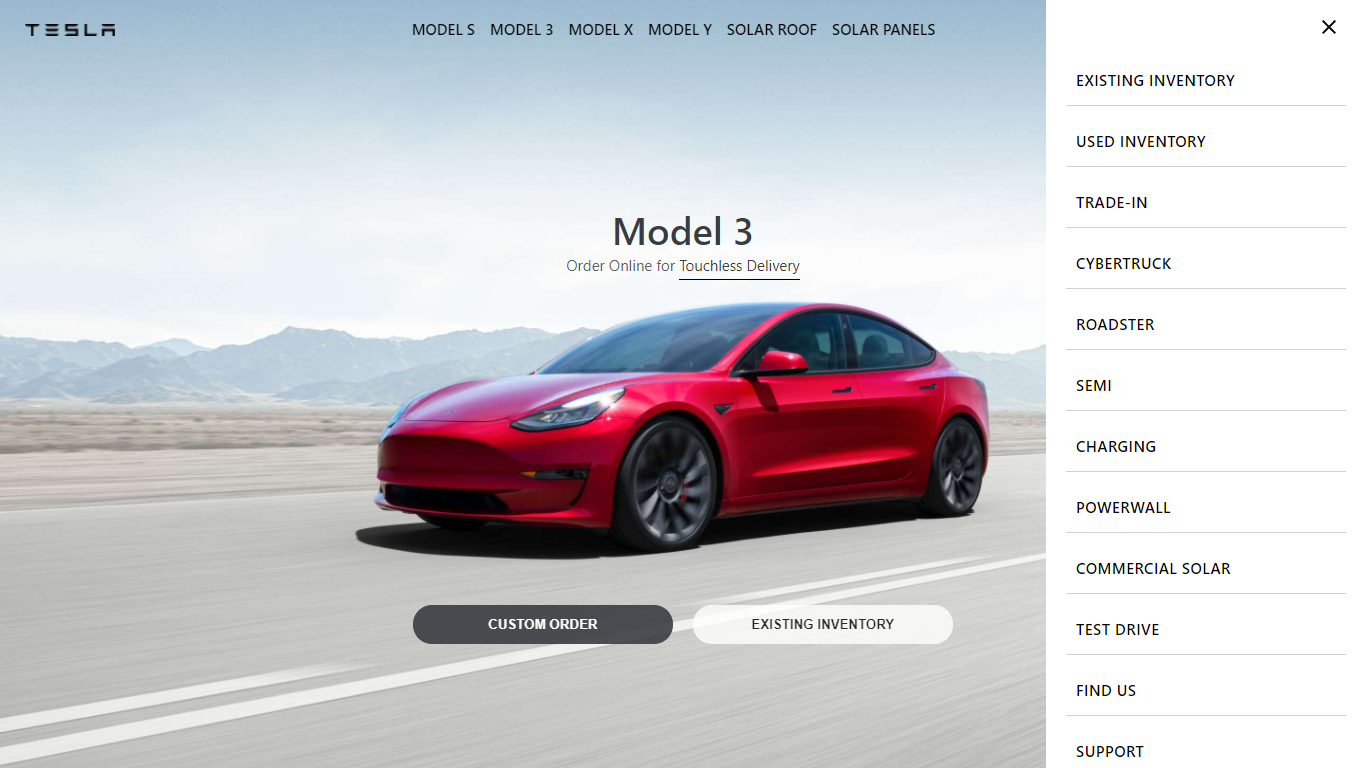 TESLA
MODEL S MODEL 3 MODEL X MODEL Y SOLAR ROOF SOLAR PANELS
Model 3
Order Online for Touchless Delivery
CUSTOM ORDER
EXISTING INVENTORY
EXISTING INVENTORY
USED INVENTORY
TRADE-IN
CYBERTRUCK
ROADSTER
SEMI
CHARGING
POWERWALL
COMMERCIAL SOLAR
TEST DRIVE
FIND US
SUPPORT